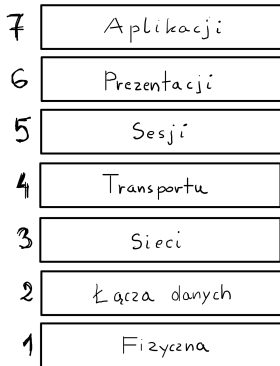 7 Aplikacji
6 Prezentacji
5 Sesji
4 Transportu
3 Sieci
2 Łącza danych
1 Fizyczna